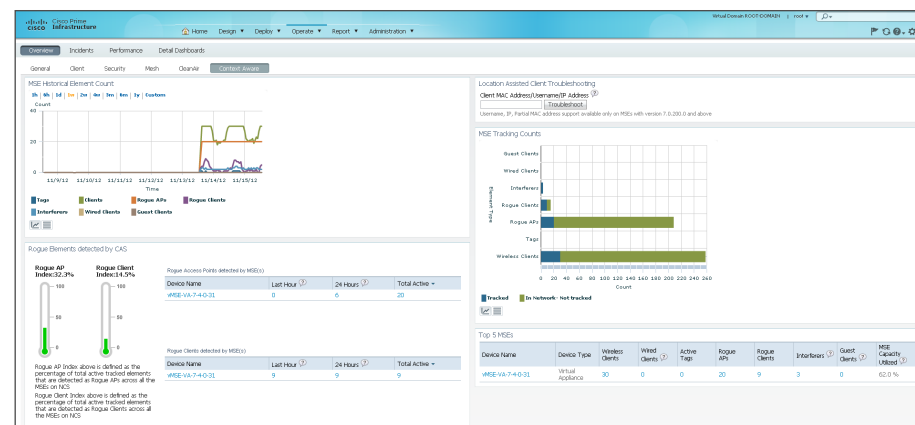 Virtual Domain ROOT-DOMAIN | root
cisco Cisco Prime
Infrastructure
Home Design Deploy Operate Report Administration
Overview Incidents Performance Detail Dashboards
General Client Security Mesh CleanAir Context Aware
MSE Historical Element Count
1h | 6h | 1d | 1w | 2w | 4w | 3m | 6m | 1y | Custom
Count
40
20
0
11/9/12 11/10/12 11/11/12 11/12/12 11/13/12 11/14/12 11/15/12
Time
Tags Clients Rogue APs Rogue Clients
Interferers Wired Clients Guest Clients
Rogue Elements detected by CAS
Rogue AP
Index:32.3%
Rogue Client
Index:14.5%
100
50
0
100
50
0
Rogue AP Index above is defined as the
percentage of total active tracked elements
that are detected as Rogue APs across all the
MSEs on NCS
Rogue Client Index above is defined as the
percentage of total active tracked elements
that are detected as Rogue Clients across all
the MSEs on NCS
Rogue Access Points detected by MSE(s)
Device Name Last Hour 24 Hours Total Active
vMSE-VA-7-4-0-31 0 6 20
Rogue Clients detected by MSE(s)
Device Name Last Hour 24 Hours Total Active
vMSE-VA-7-4-0-31 9 9 9
Location Assisted Client Troubleshooting
Client MAC Address/Username/IP Address
Troubleshoot
Username, IP, Partial MAC address support available only on MSEs with version 7.0.200.0 and above
MSE Tracking Counts
Element Type
Guest Clients
Wired Clients
Interferers
Rogue Clients
Rogue APs
Tags
Wireless Clients
0 20 40 60 80 100 120 140 160 180 200 220 240 260
Count
Tracked In Network - Not tracked
Top 5 MSEs
Device Name Device Type Wireless Clients Wired Clients Active Tags Rogue APs Rogue Clients Interferers Guest Clients MSE Capacity Utilized
vMSE-VA-7-4-0-31 Virtual Appliance 30 0 0 20 9 3 0 62.0 %